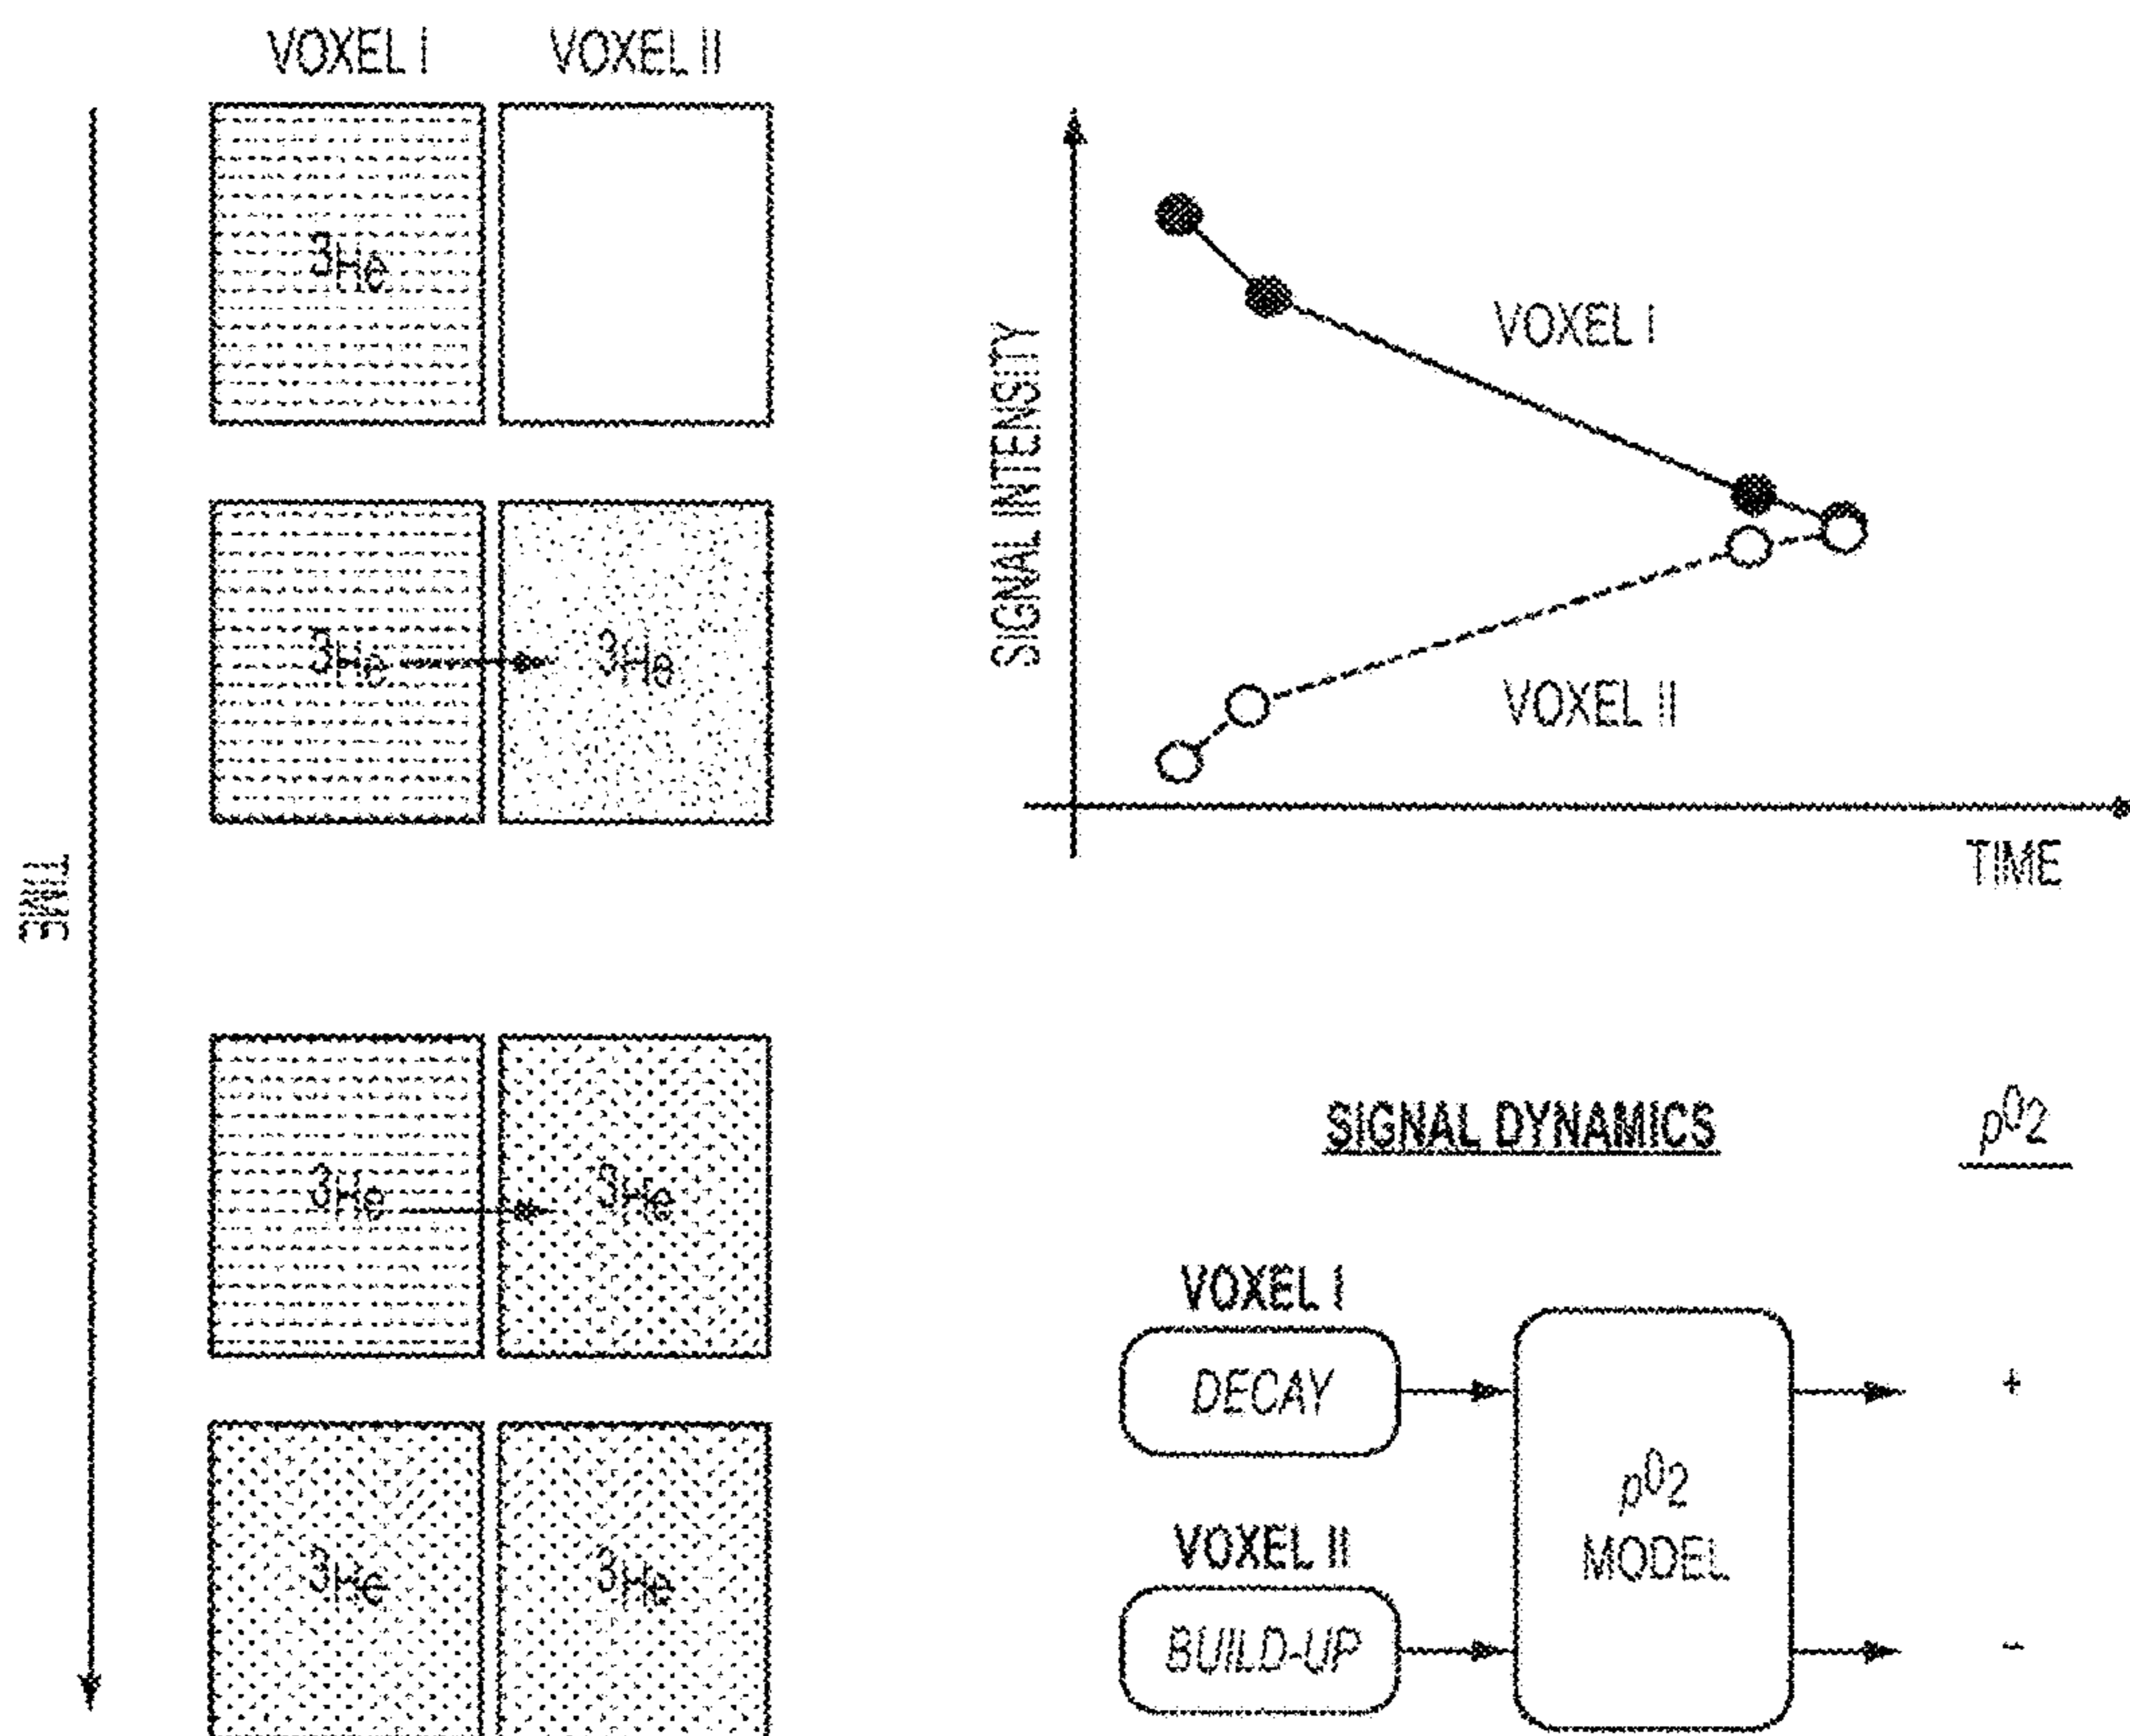 VOXEL I VOXEL II
³He
³He ³He
³He ³He
³He ³He
TIME
SIGNAL INTENSITY
VOXEL I
VOXEL II
TIME
SIGNAL DYNAMICS pO2
VOXEL I
DECAY
+
pO2
MODEL
VOXEL II
BUILD-UP
-